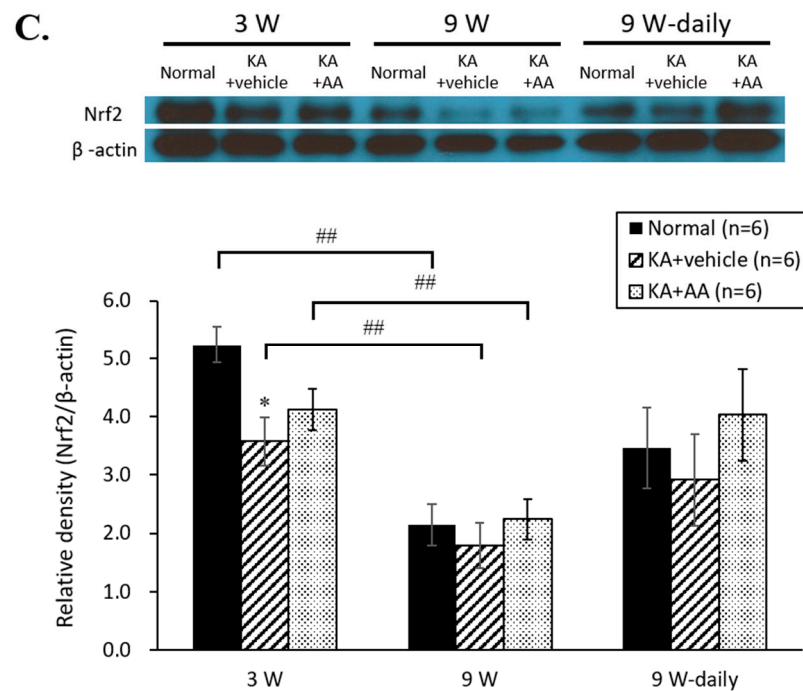 C.
3 W
9 W
9 W-daily
Normal
KA
+vehicle
KA
+AA
Normal
KA
+vehicle
KA
+AA
Normal
KA
+vehicle
KA
+AA
Nrf2
β -actin
Normal (n=6)
KA+vehicle (n=6)
KA+AA (n=6)
##
##
##
*
Relative density (Nrf2/β-actin)
6.0
5.0
4.0
3.0
2.0
1.0
0.0
3 W
9 W
9 W-daily